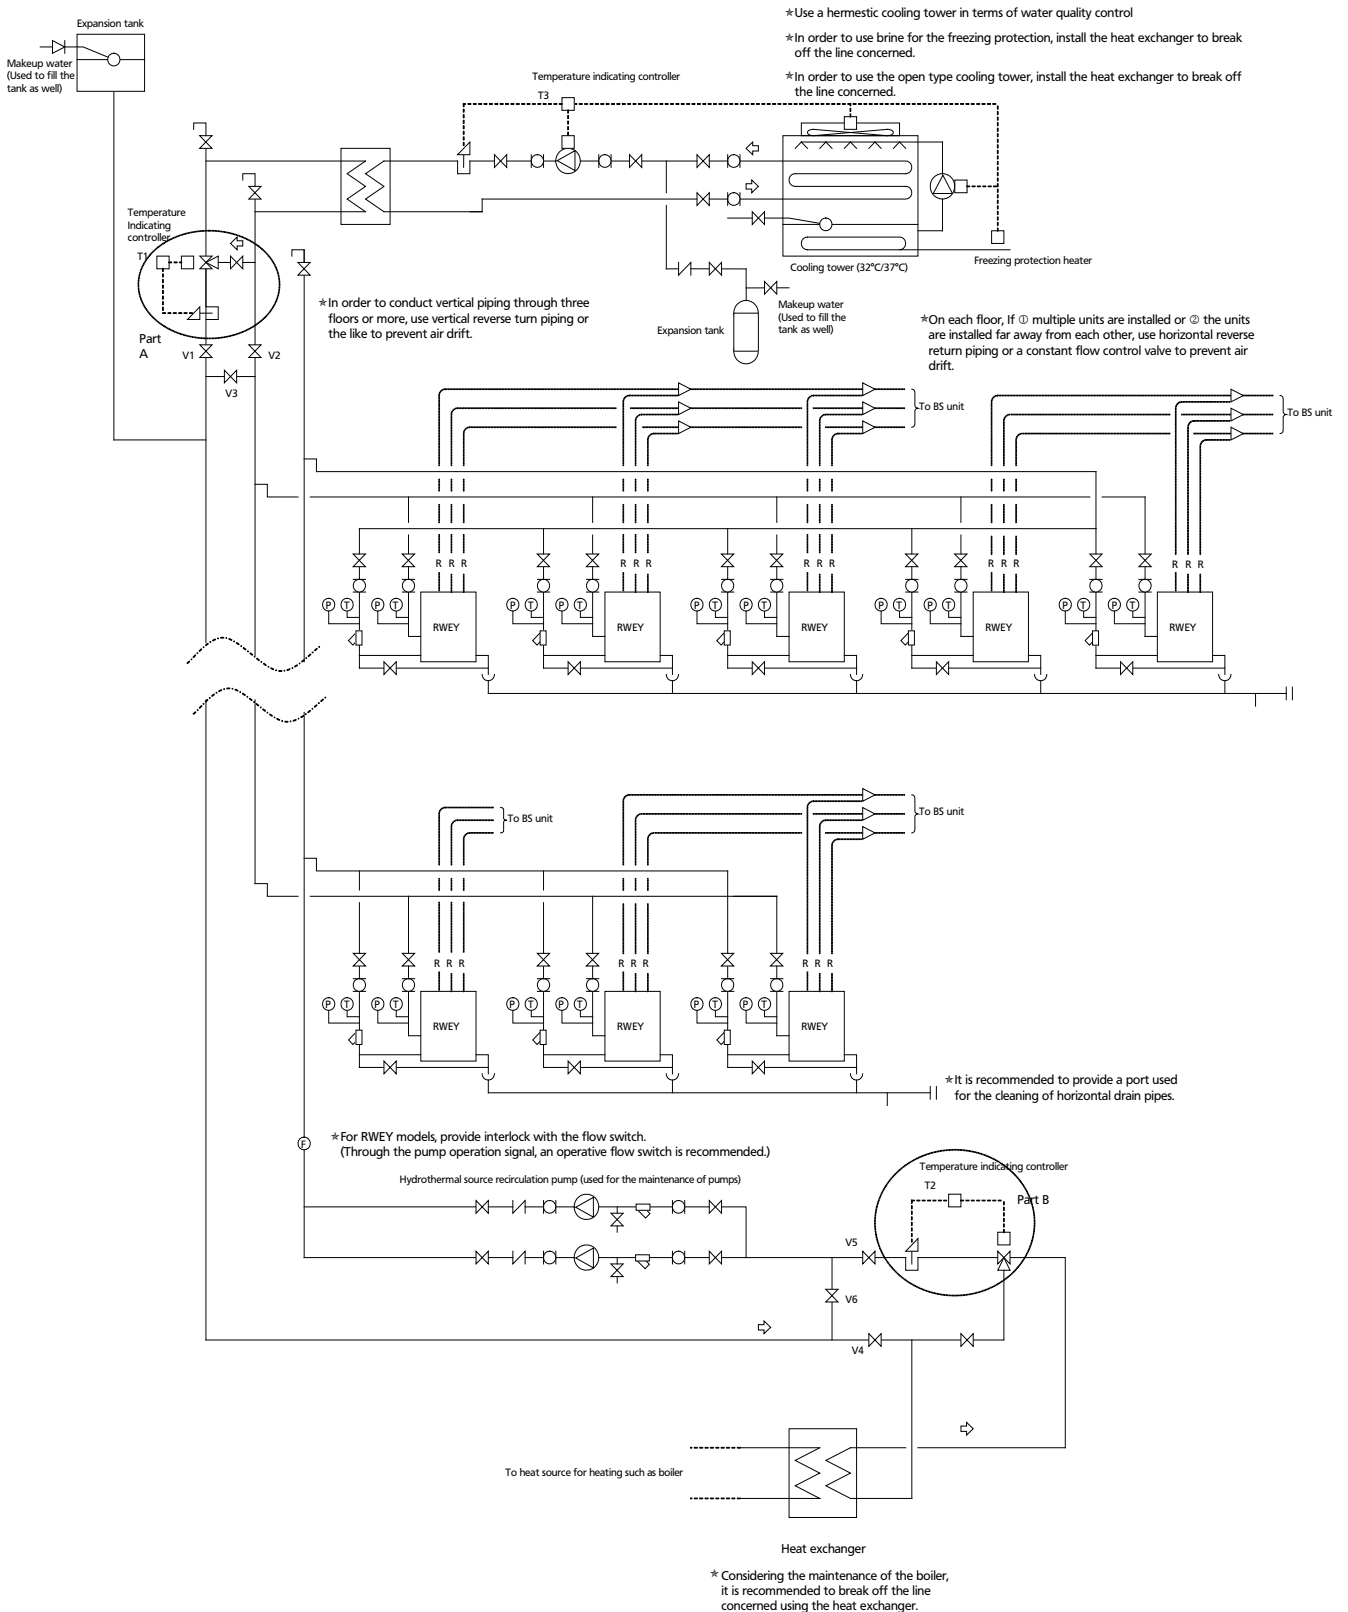 Expansion tank
Makeup water
(Used to fill the
tank as well)
✳Use a hermestic cooling tower in terms of water quality control
✳In order to use brine for the freezing protection, install the heat exchanger to break
off the line concerned.
✳In order to use the open type cooling tower, install the heat exchanger to break off
the line concerned.
Temperature indicating controller
T3
Temperature
Indicating
controller
T1
Part
A
V1
V2
V3
Freezing protection heater
Cooling tower (32°C/37°C)
Makeup water
(Used to fill the
tank as well)
Expansion tank
✳In order to conduct vertical piping through three
floors or more, use vertical reverse turn piping or
the like to prevent air drift.
✳On each floor, If ① multiple units are installed or ② the units
are installed far away from each other, use horizontal reverse
return piping or a constant flow control valve to prevent air
drift.
To BS unit
To BS unit
R R R
R R R
R R R
R R R
R R R
P T P T
P T P T
P T P T
P T P T
P T P T
RWEY
RWEY
RWEY
RWEY
RWEY
To BS unit
To BS unit
R R R
R R R
R R R
P T P T
P T P T
P T P T
RWEY
RWEY
RWEY
✳It is recommended to provide a port used
for the cleaning of horizontal drain pipes.
F
✳For RWEY models, provide interlock with the flow switch.
(Through the pump operation signal, an operative flow switch is recommended.)
Hydrothermal source recirculation pump (used for the maintenance of pumps)
Temperature indicating controller
T2
Part B
V5
V6
V4
To heat source for heating such as boiler
Heat exchanger
✳ Considering the maintenance of the boiler,
it is recommended to break off the line
concerned using the heat exchanger.